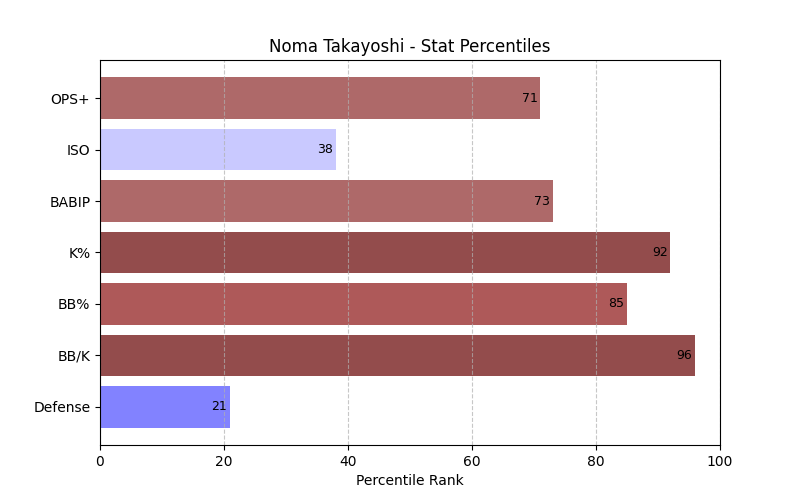 Noma Takayoshi - Stat Percentiles
OPS+ 71
ISO 38
BABIP 73
K% 92
BB% 85
BB/K 96
Defense 21
0 20 40 60 80 100
Percentile Rank